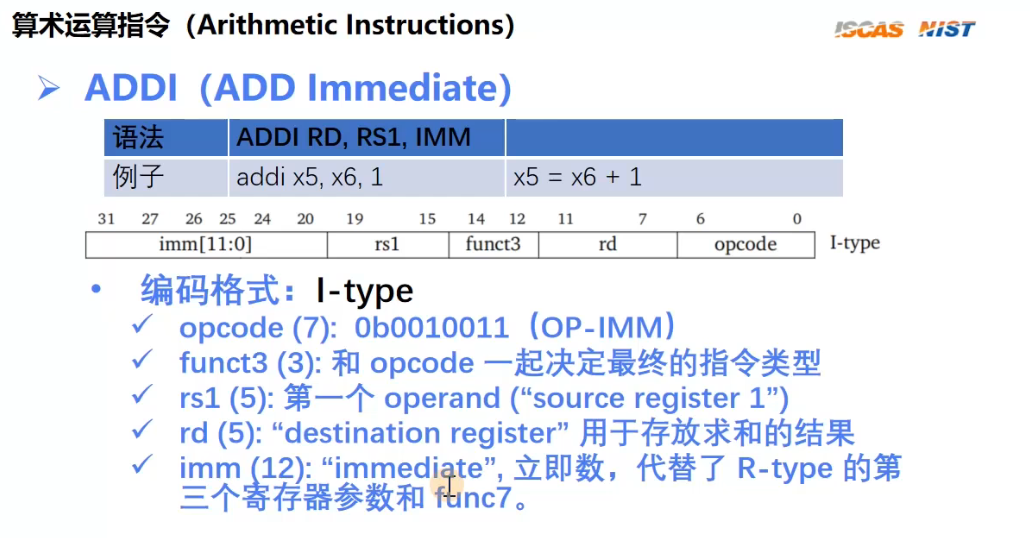 算术运算指令（Arithmetic Instructions）
ISCAS NIST
ADDI（ADD Immediate）
语法 ADDI RD, RS1, IMM
例子 addi x5, x6, 1 x5 = x6 + 1
31 27 26 25 24 20 19 15 14 12 11 7 6 0
imm[11:0] rs1 funct3 rd opcode I-type
• 编码格式：I-type
✓ opcode (7): 0b0010011（OP-IMM）
✓ funct3 (3): 和 opcode 一起决定最终的指令类型
✓ rs1 (5): 第一个 operand (“source register 1”)
✓ rd (5): “destination register” 用于存放求和的结果
✓ imm (12): “immediate”, 立即数，代替了 R-type 的第
三个寄存器参数和 func7。